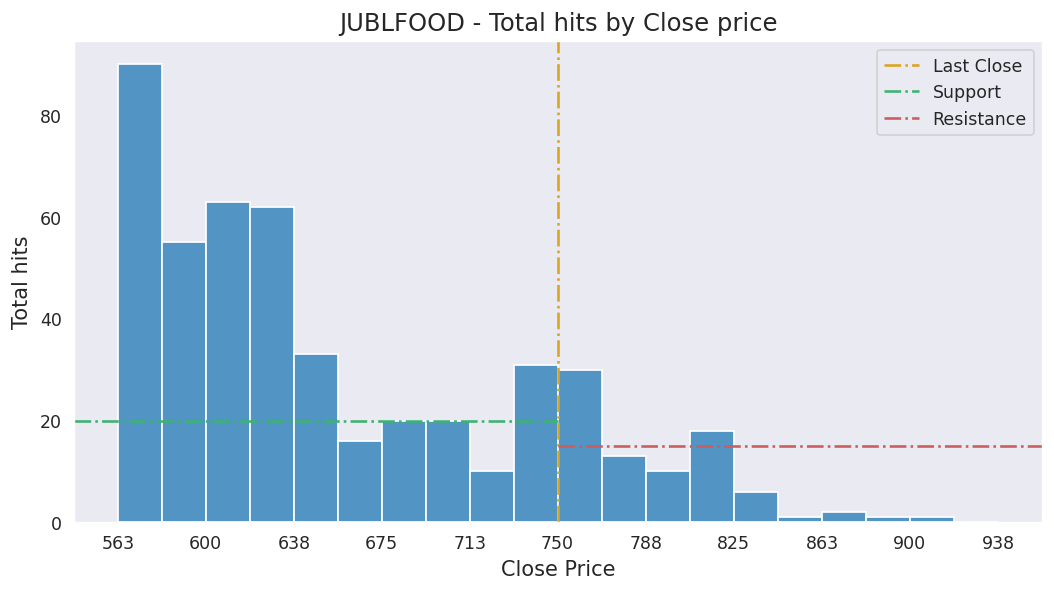 JUBLFOOD - Total hits by Close price
Last Close
Support
Resistance
Total hits
80
60
40
20
0
563 600 638 675 713 750 788 825 863 900 938
Close Price